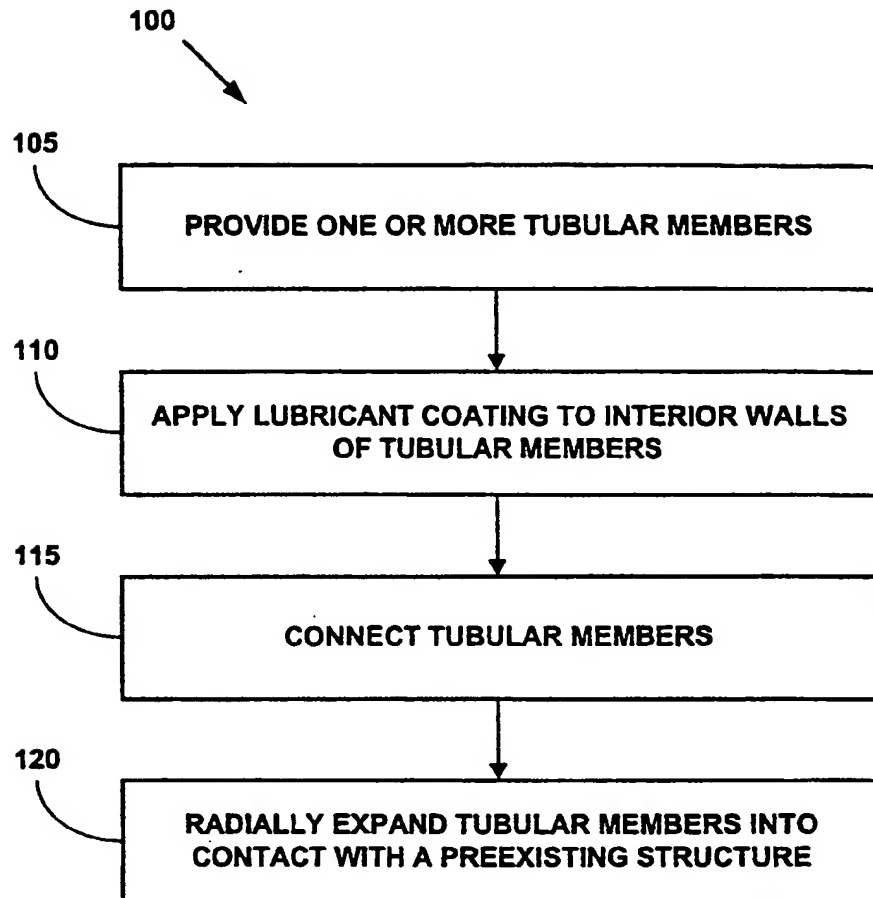 100
105
PROVIDE ONE OR MORE TUBULAR MEMBERS
110
APPLY LUBRICANT COATING TO INTERIOR WALLS
OF TUBULAR MEMBERS
115
CONNECT TUBULAR MEMBERS
120
RADIALLY EXPAND TUBULAR MEMBERS INTO
CONTACT WITH A PREEXISTING STRUCTURE